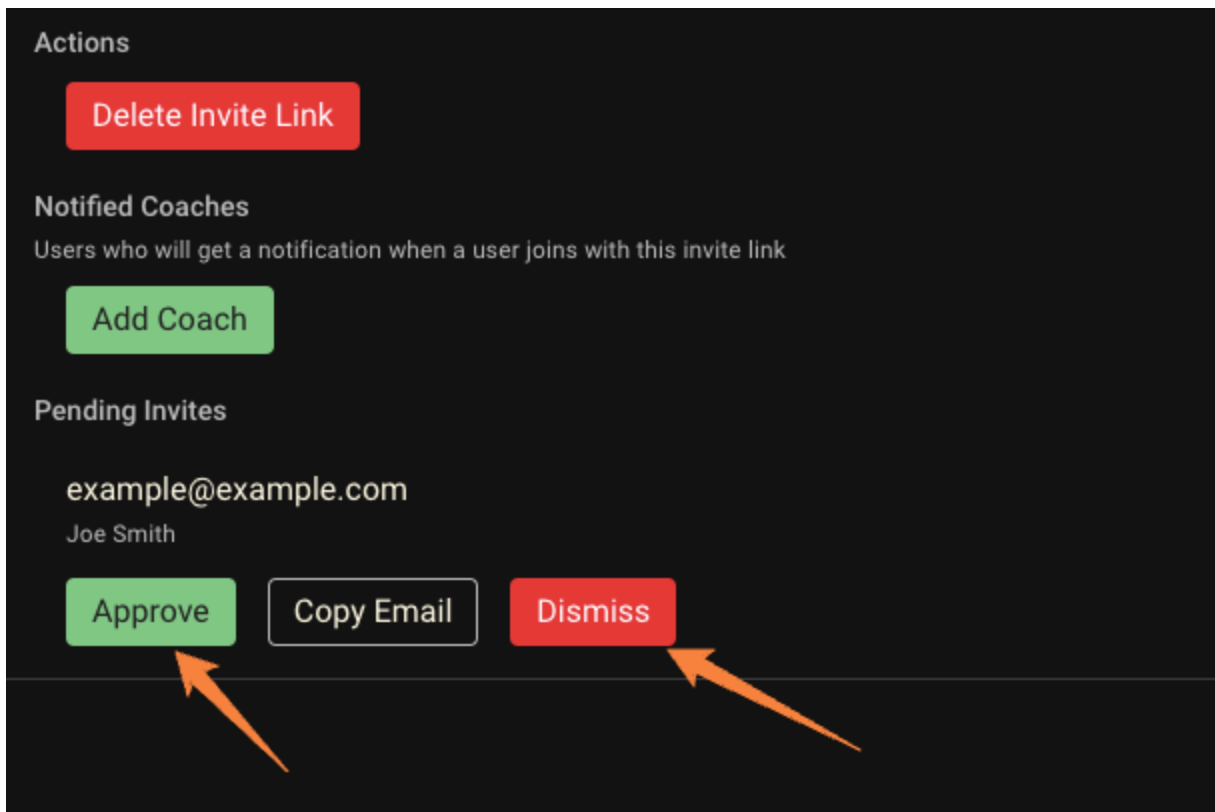 Actions
Delete Invite Link
Notified Coaches
Users who will get a notification when a user joins with this invite link
Add Coach
Pending Invites
example@example.com
Joe Smith
Approve Copy Email Dismiss